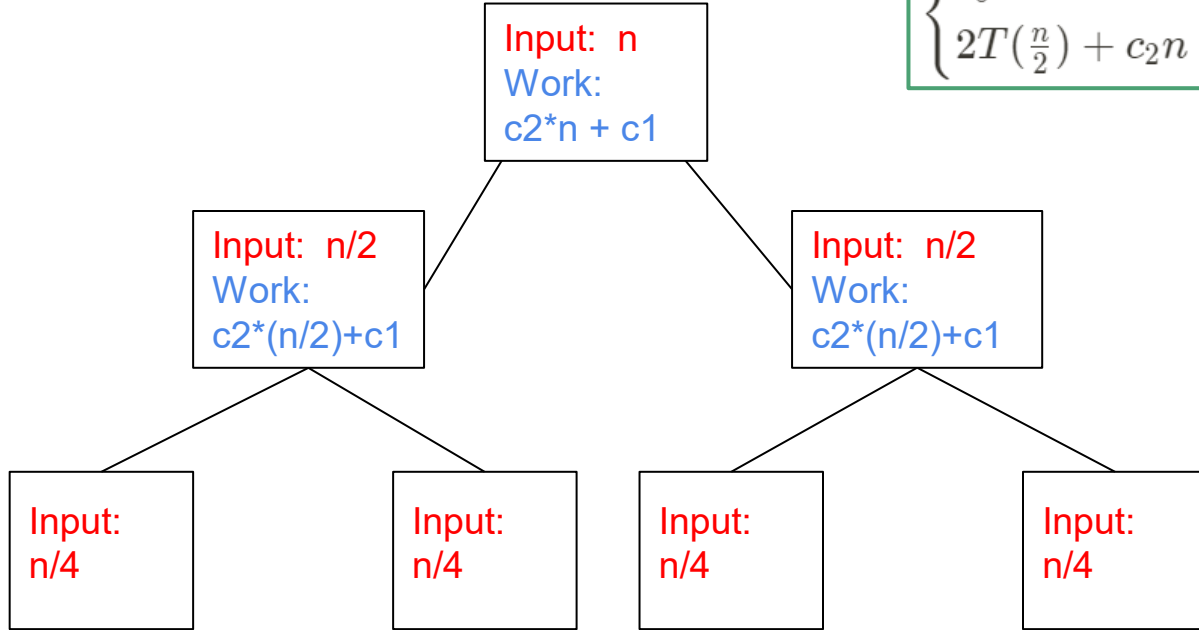 2T(n/2) + c₂n
Input: n
Work:
c2*n + c1
Input: n/2
Work:
c2*(n/2)+c1
Input: n/2
Work:
c2*(n/2)+c1
Input:
n/4
Input:
n/4
Input:
n/4
Input:
n/4